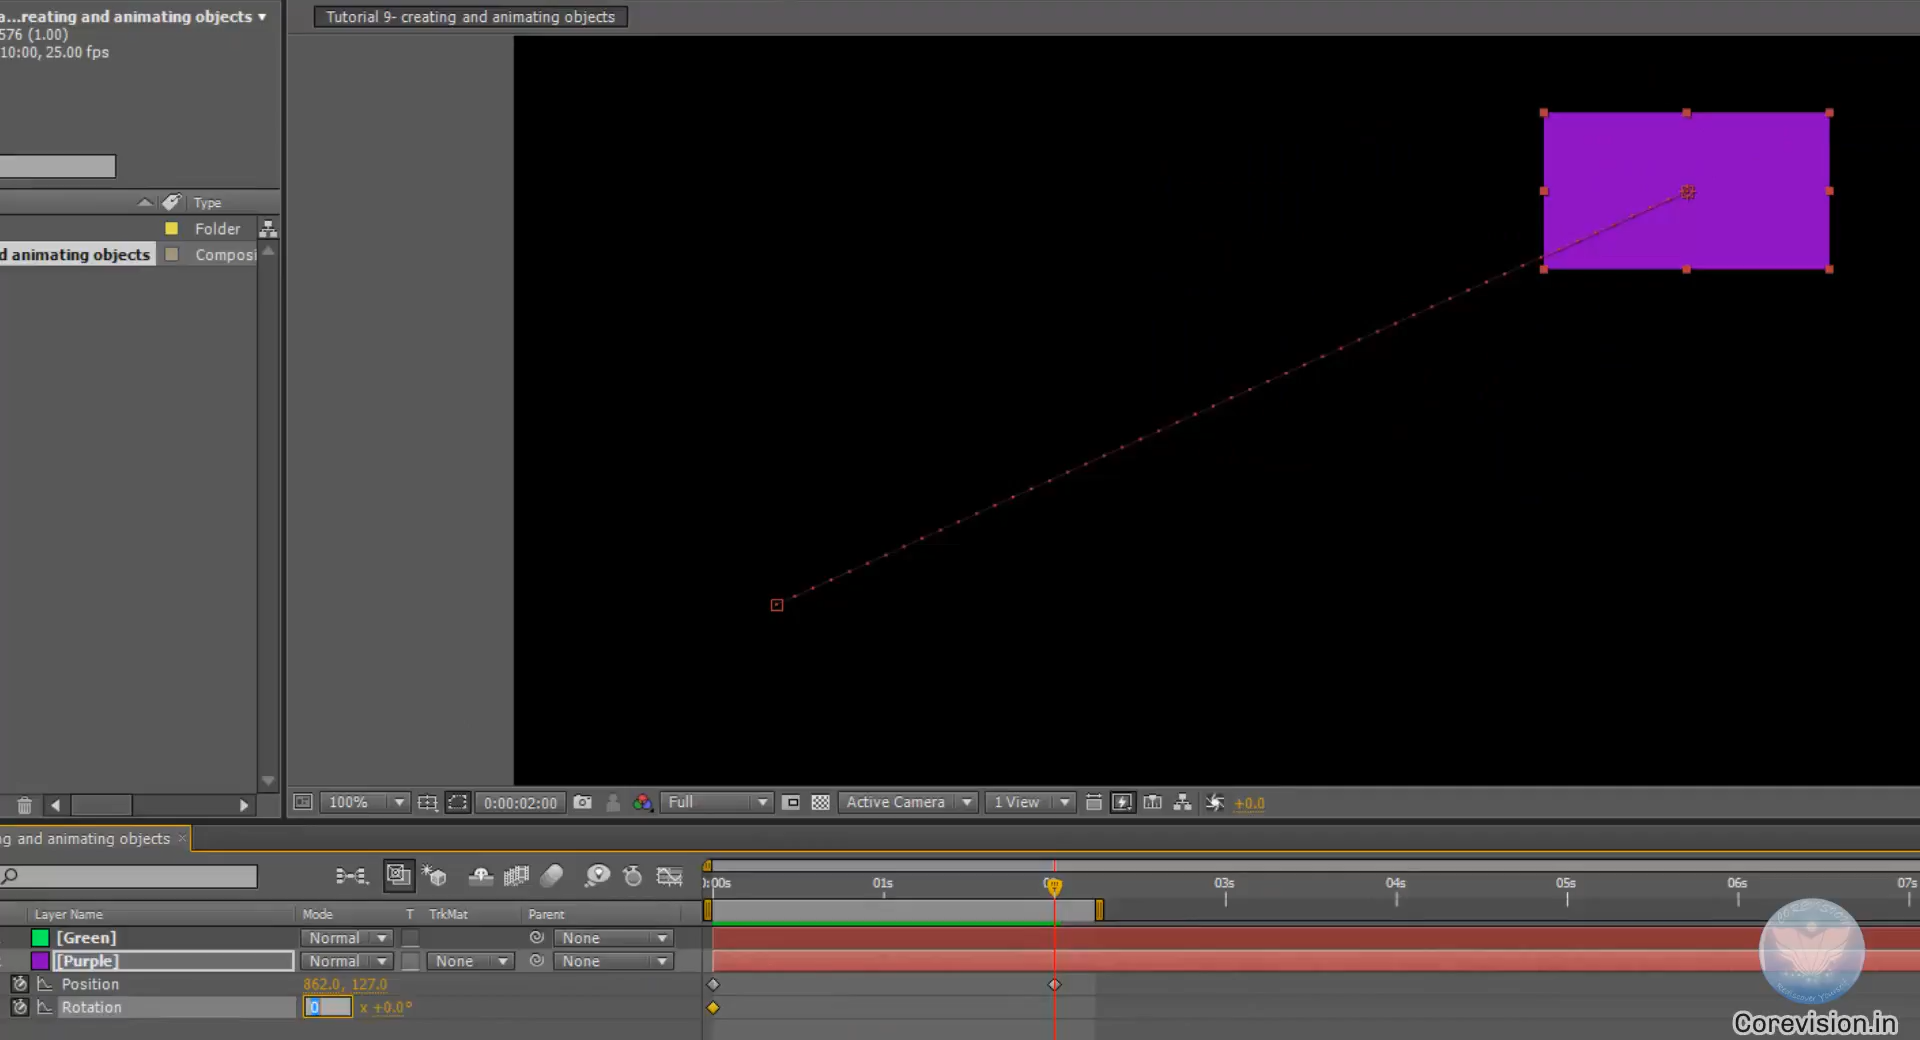 a...reating and animating objects
576 (1.00)
10:00, 25.00 fps
Tutorial 9- creating and animating objects
Type
Folder
d animating objects
Composi
100%
0:00:02:00
Full
Active Camera
1 View
+0.0
ng and animating objects
0:00s
01s
03s
04s
05s
06s
07s
Layer Name
Mode
T
TrkMat
Parent
[Green]
Normal
None
[Purple]
Normal
None
None
Position
862.0, 127.0
Rotation
0 x +0.0°
Corevision.in